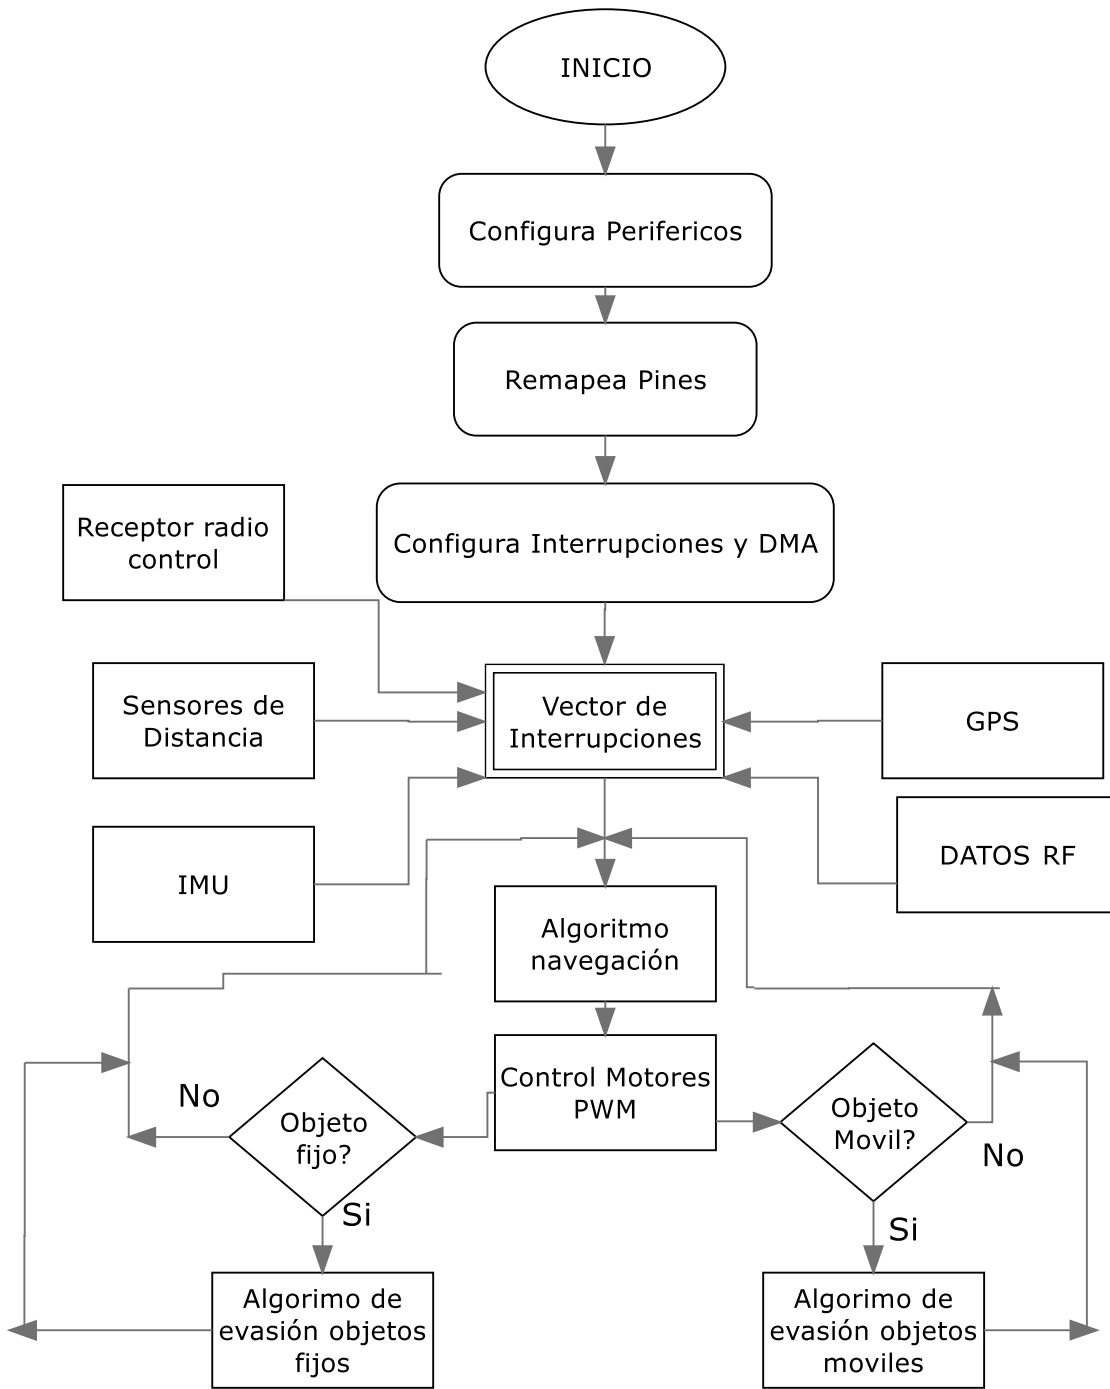 INICIO
Configura Perifericos
Remapea Pines
Receptor radio
control
Configura Interrupciones y DMA
Sensores de
Distancia
Vector de
Interrupciones
GPS
IMU
DATOS RF
Algoritmo
navegación
Control Motores
PWM
No
Objeto
fijo?
Si
Objeto
Movil?
No
Si
Algorimo de
evasión objetos
fijos
Algorimo de
evasión objetos
moviles